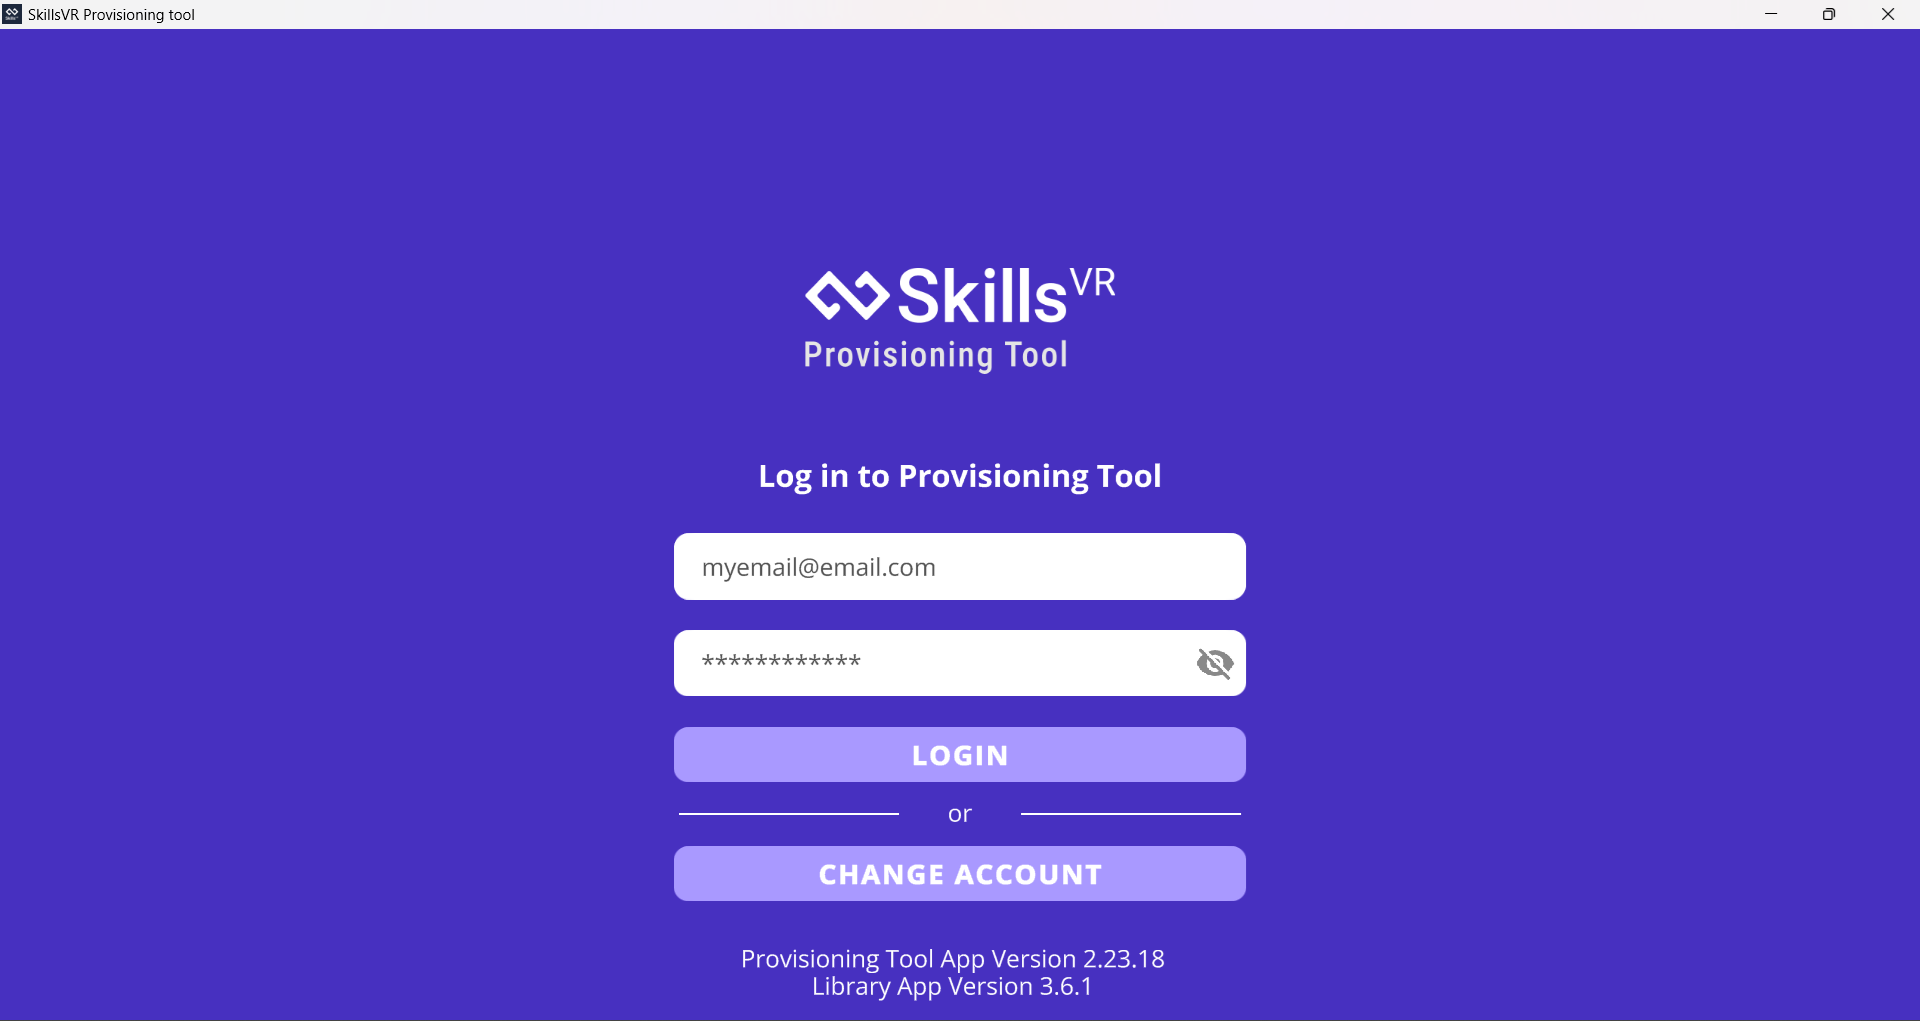 SkillsVR Provisioning tool
SkillsVR
Provisioning Tool
Log in to Provisioning Tool
myemail@email.com
************
LOGIN
or
CHANGE ACCOUNT
Provisioning Tool App Version 2.23.18
Library App Version 3.6.1